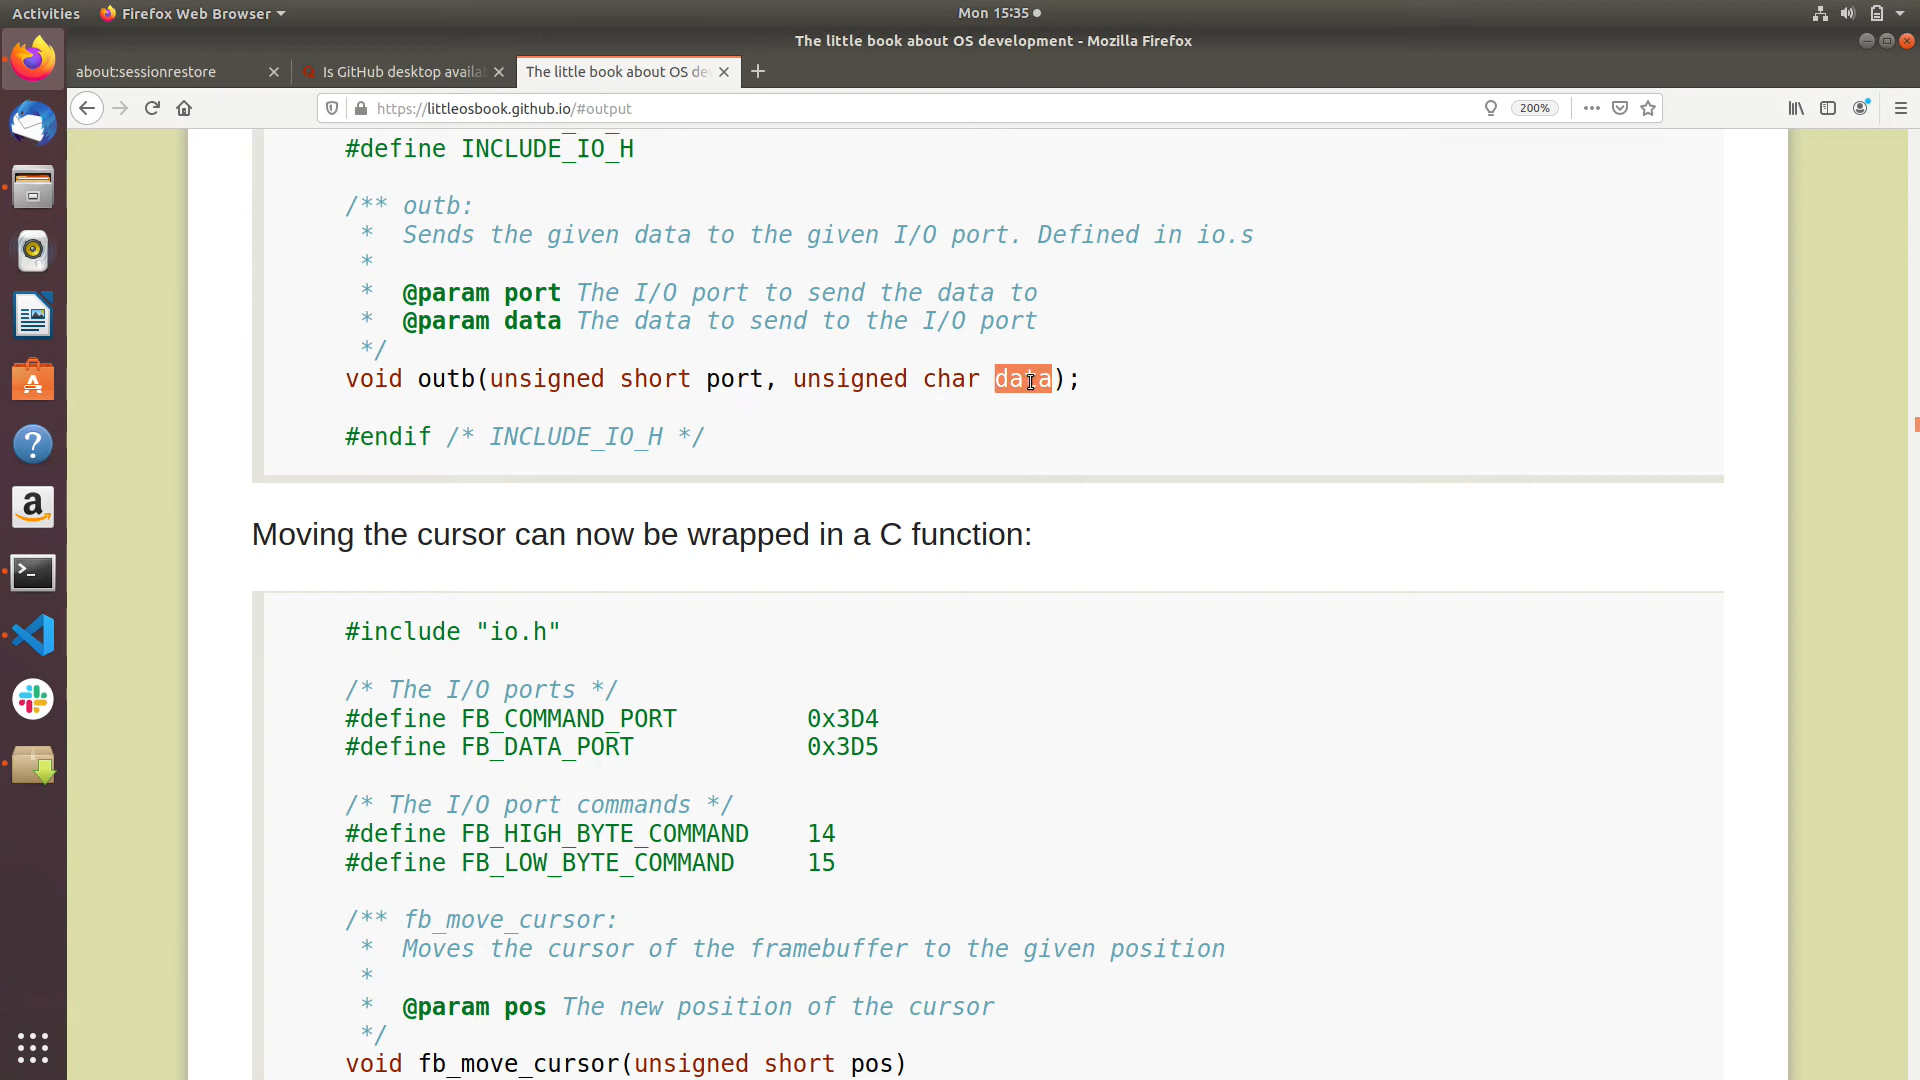 Activities
Firefox Web Browser
Mon 15:35
The little book about OS development - Mozilla Firefox
about:sessionrestore
Is GitHub desktop availa
The little book about OS de
https://littleosbook.github.io/#output
200%
#define INCLUDE_IO_H
/** outb:
* Sends the given data to the given I/O port. Defined in io.s
*
* @param port The I/O port to send the data to
* @param data The data to send to the I/O port
*/
void outb(unsigned short port, unsigned char data);
#endif /* INCLUDE_IO_H */
Moving the cursor can now be wrapped in a C function:
#include "io.h"
/* The I/O ports */
#define FB_COMMAND_PORT 0x3D4
#define FB_DATA_PORT 0x3D5
/* The I/O port commands */
#define FB_HIGH_BYTE_COMMAND 14
#define FB_LOW_BYTE_COMMAND 15
/** fb_move_cursor:
* Moves the cursor of the framebuffer to the given position
*
* @param pos The new position of the cursor
*/
void fb_move_cursor(unsigned short pos)